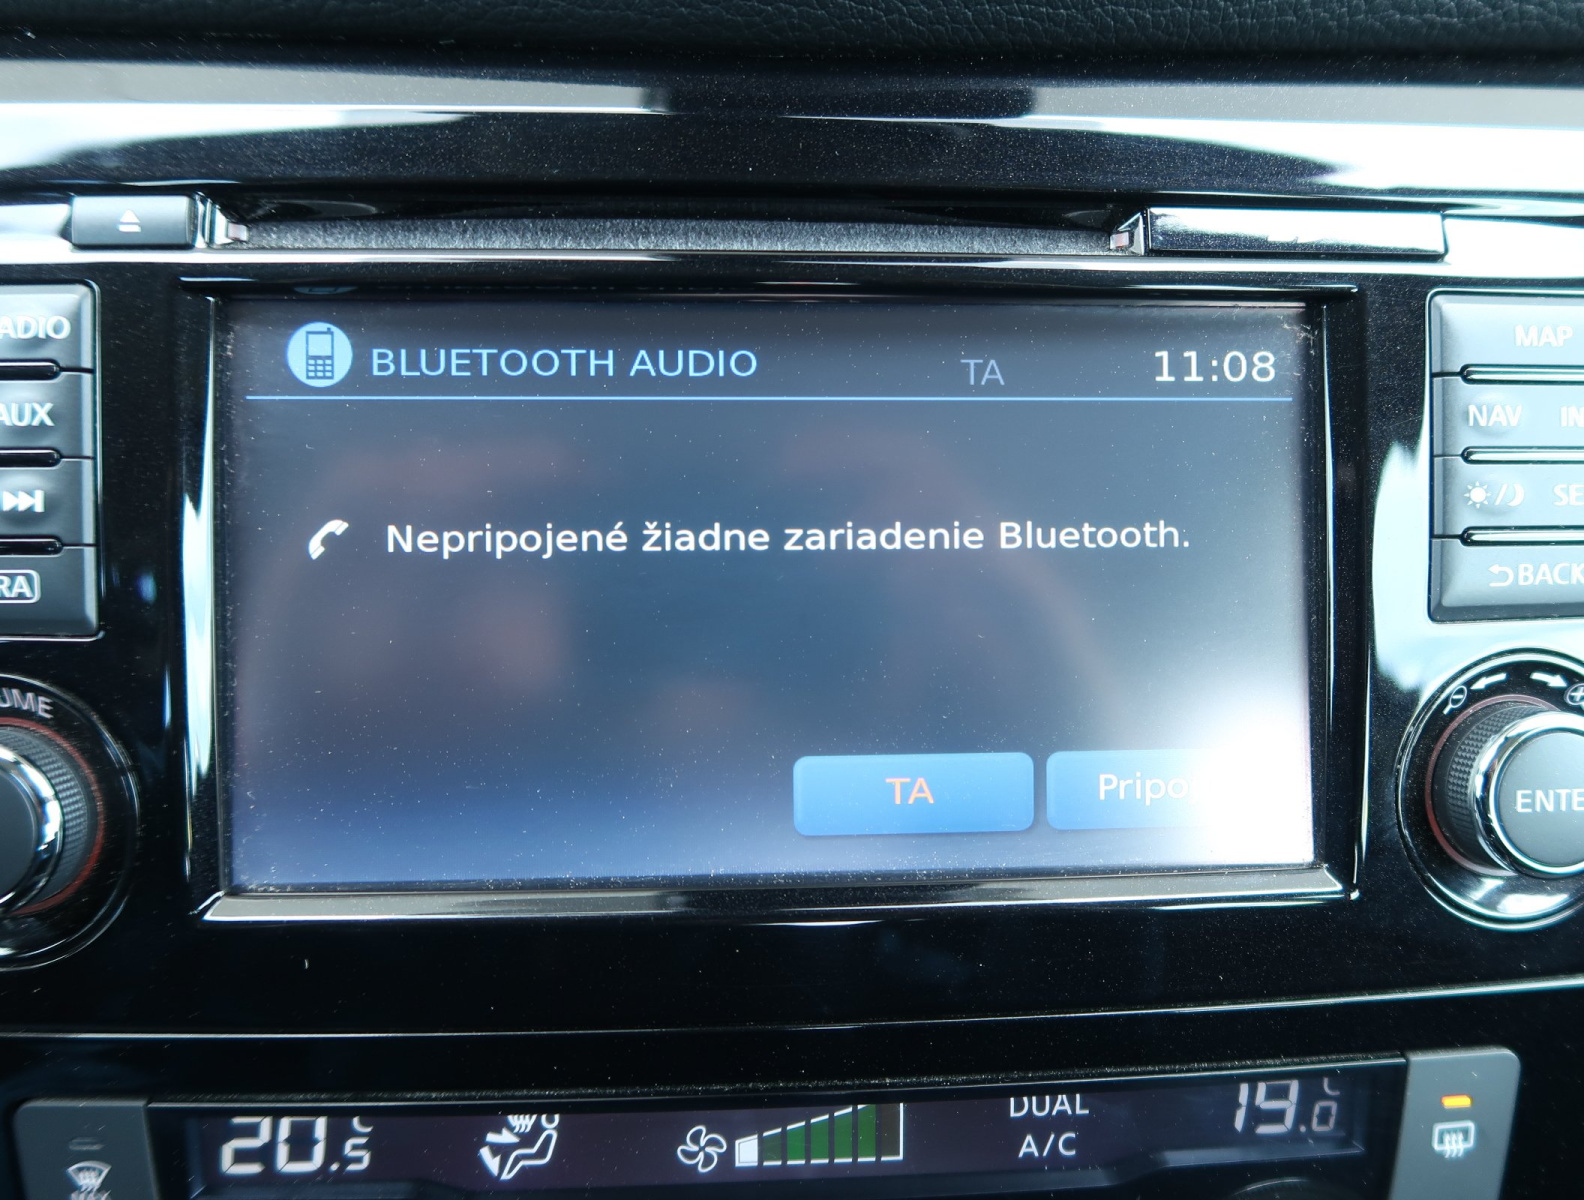 BLUETOOTH AUDIO
TA
11:08
Nepripojené žiadne zariadenie Bluetooth.
TA
AUX
MAP
NAV
BACK
20.5
DUAL
A/C
19.0
MAX